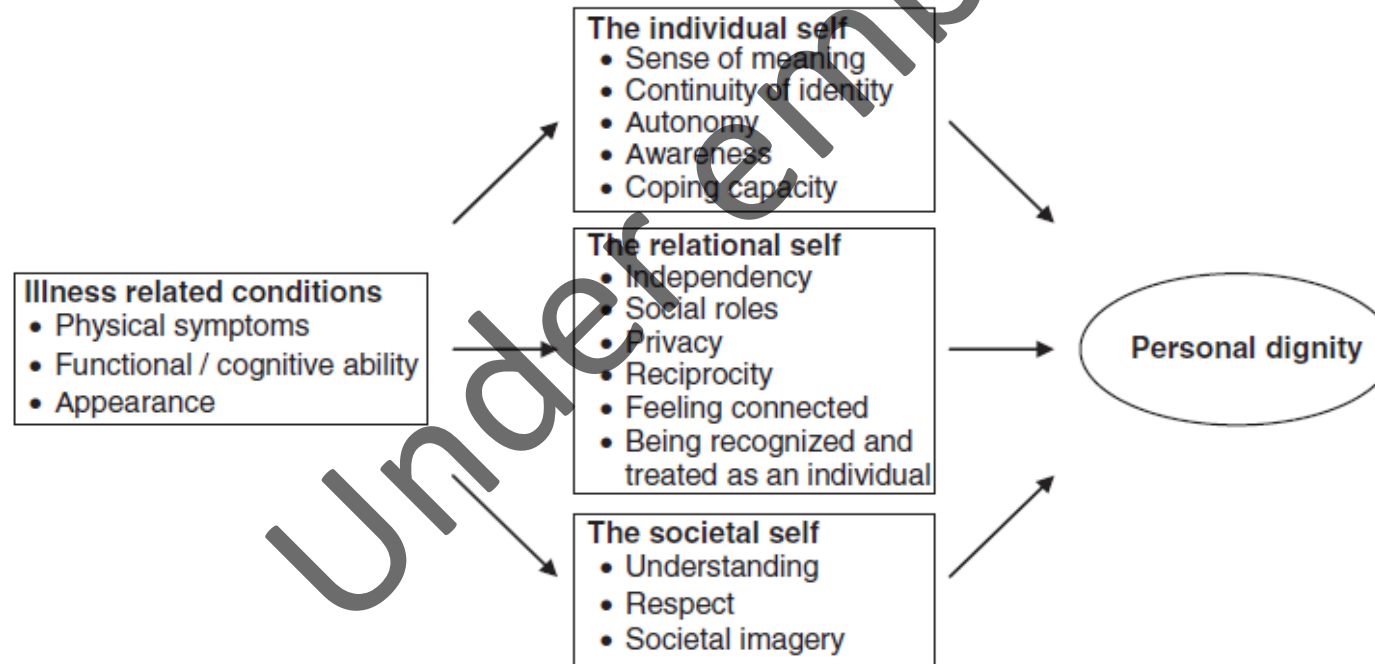 The individual self
• Sense of meaning
• Continuity of identity
• Autonomy
• Awareness
• Coping capacity
Illness related conditions
• Physical symptoms
• Functional / cognitive ability
• Appearance
The relational self
• Independency
• Social roles
• Privacy
• Reciprocity
• Feeling connected
• Being recognized and
treated as an individual
Personal dignity
The societal self
• Understanding
• Respect
• Societal imagery
Under